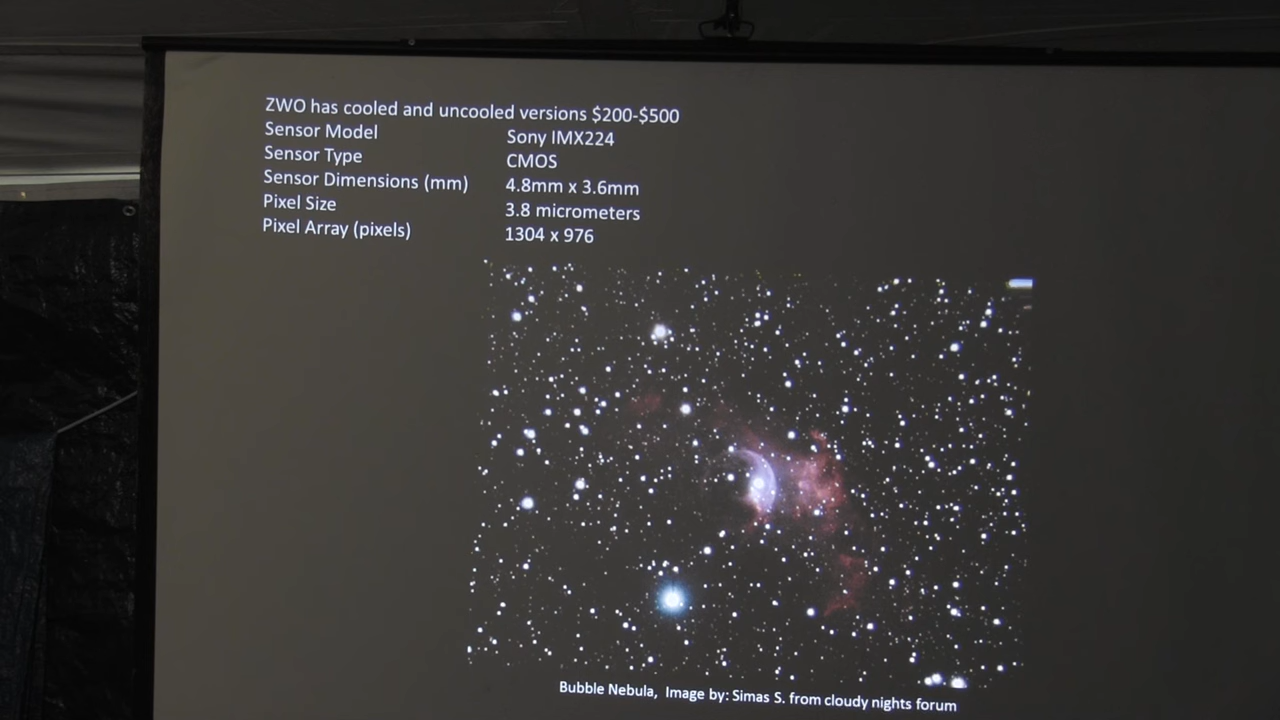 ZWO has cooled and uncooled versions $200-$500
Sensor Model Sony IMX224
Sensor Type CMOS
Sensor Dimensions (mm) 4.8mm x 3.6mm
Pixel Size 3.8 micrometers
Pixel Array (pixels) 1304 x 976
Bubble Nebula, Image by: Simas S. from cloudy nights forum